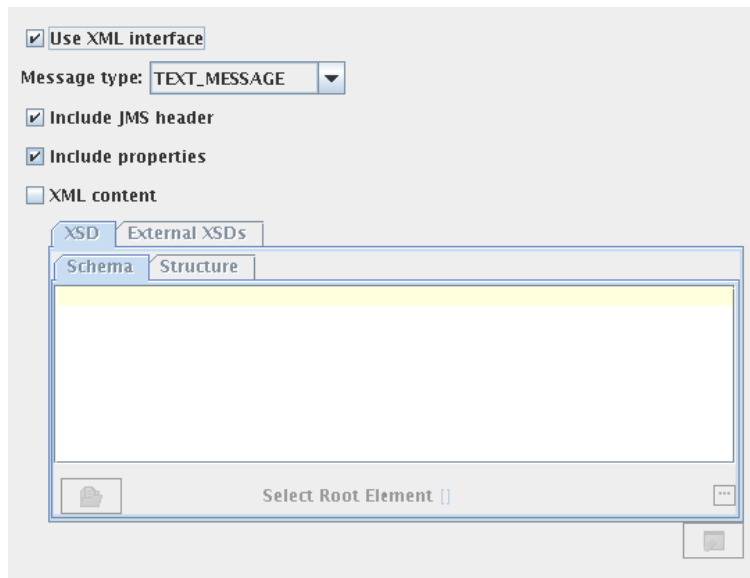 Use XML interface
Message type: TEXT_MESSAGE
Include JMS header
Include properties
XML content
XSD External XSDs
Schema Structure
Select Root Element []
...